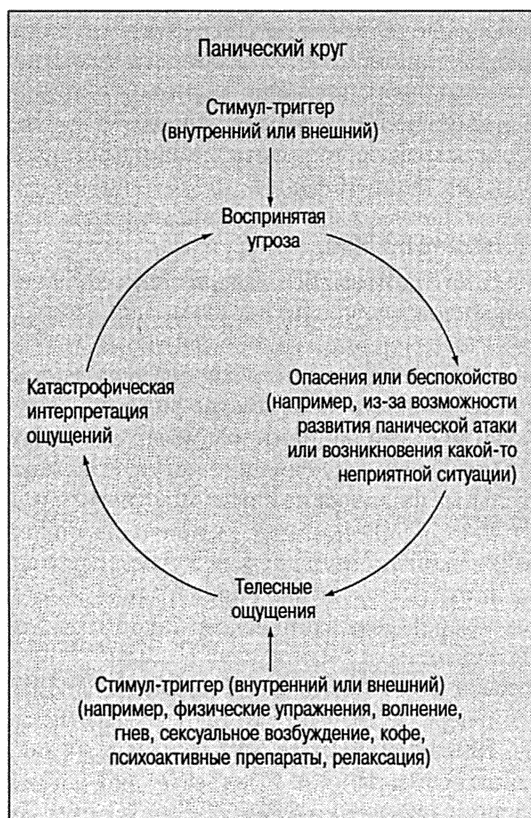 Панический круг
Стимул-триггер
(внутренний или внешний)
Воспринятая
угроза
Катастрофическая
интерпретация
ощущений
Опасения или беспокойство
(например, из-за возможности
развития панической атаки
или возникновения какой-то
неприятной ситуации)
Телесные
ощущения
Стимул-триггер (внутренний или внешний)
(например, физические упражнения, волнение,
гнев, сексуальное возбуждение, кофе,
психоактивные препараты, релаксация)